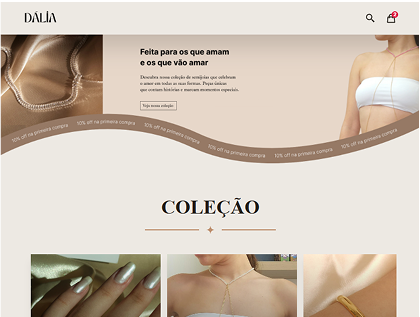 DÁLIA
2
Feita para os que amam
e os que vão amar
Descubra nossa coleção de semijoias que celebram
o amor em todas as suas formas. Peças únicas
que contam histórias e marcam momentos especiais.
Veja nossa coleção
10% off na primeira compra 10% off na primeira compra 10% off na primeira compra 10% off na primeira compra 10% off na primeira compra 10% off na primeira compra
COLEÇÃO